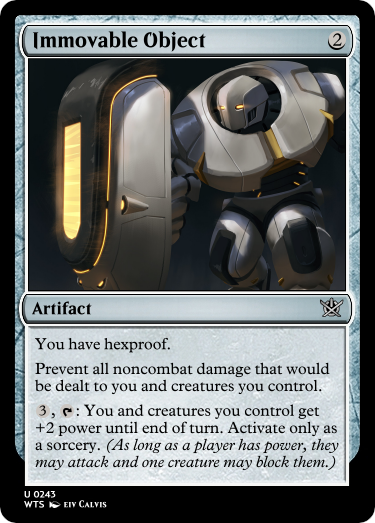 Immovable Object 2
Artifact
You have hexproof.
Prevent all noncombat damage that would
be dealt to you and creatures you control.
3, : You and creatures you control get
+2 power until end of turn. Activate only as
a sorcery. (As long as a player has power, they
may attack and one creature may block them.)
U 0243
WTS EIV CALVIS